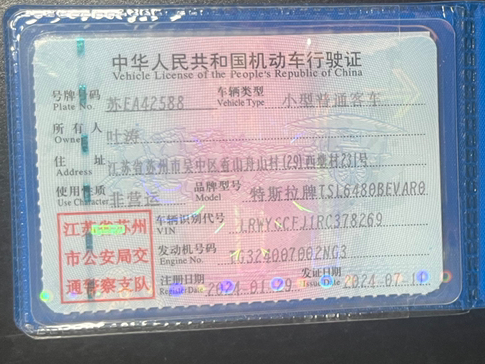 中华人民共和国机动车行驶证
Vehicle License of the People's Republic of China
号牌号码 苏EA42588 车辆类型 小型普通客车
Plate No. Vehicle Type
所有人 叶涛
Owner
住址 江苏省苏州市吴中区香山舟山村(29)西塘村23号
Address
使用性质 非营运 品牌型号 特斯拉牌TSL6480BEVAR0
Use Character Model
车辆识别代号 LRWYSCFJ1RC378269
VIN
发动机号码 TG324007002NG3
Engine No.
注册日期 2024-01-29 发证日期 2024-07-11
Register Date Issue Date
江苏省苏州
市公安局交
通警察支队